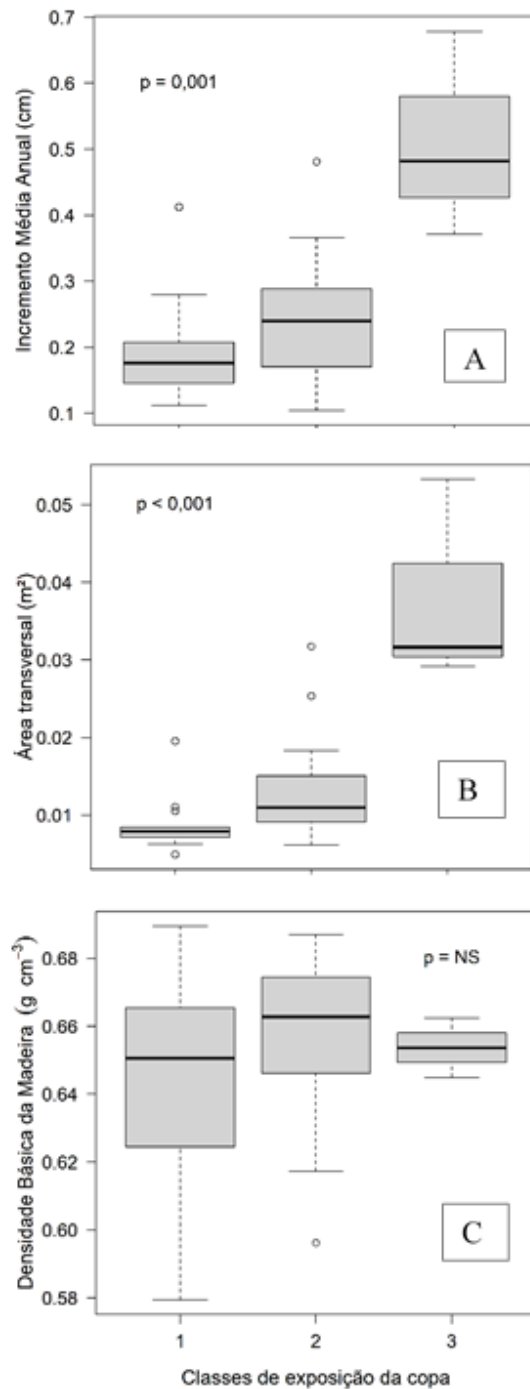 Incremento Média Anual (cm)
0.7
0.6
0.5
0.4
0.3
0.2
0.1
p = 0,001
A
Área transversal (m²)
0.05
0.04
0.03
0.02
0.01
p < 0,001
B
Densidade Básica da Madeira (g cm⁻³)
0.68
0.66
0.64
0.62
0.60
0.58
p = NS
C
1 2 3
Classes de exposição da copa